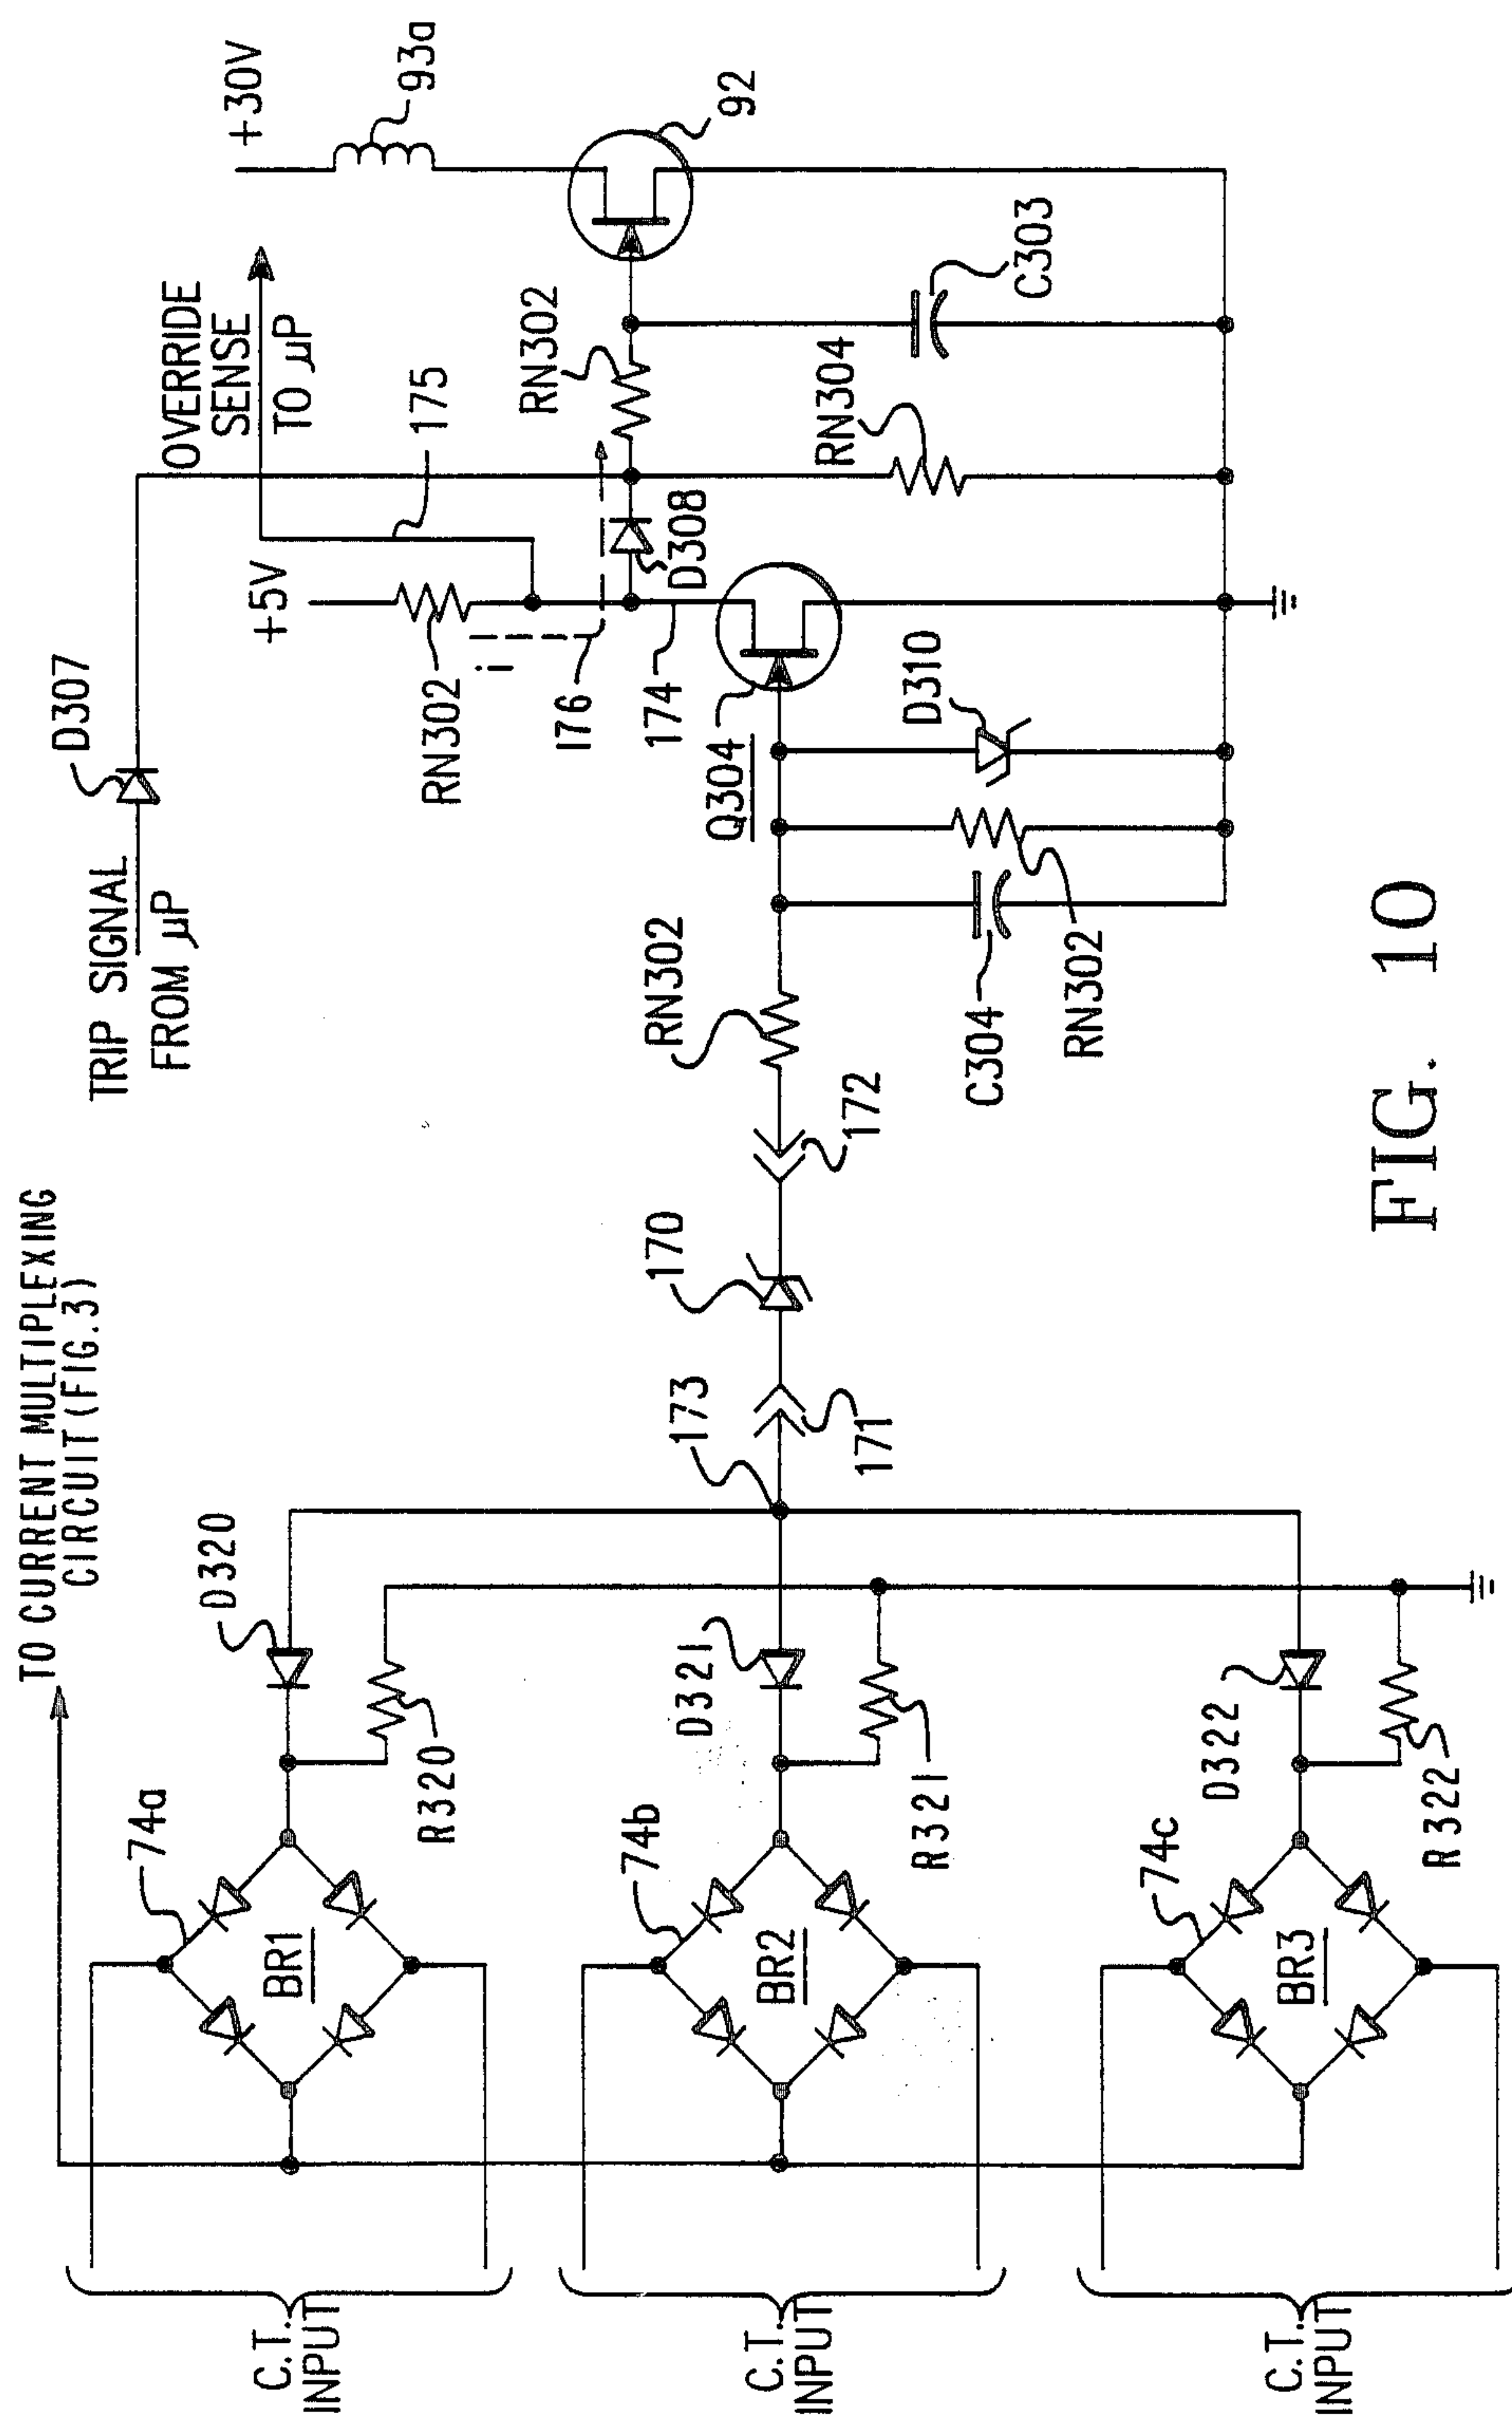 TO CURRENT MULTIPLEXING
CIRCUIT (FIG.3)
C.T.
INPUT
74a
BR1
D320
R320
C.T.
INPUT
74b
BR2
D321
R321
C.T.
INPUT
74c
BR3
D322
R322
173
171
170
172
RN302
C304
RN302
Q304
D310
TRIP SIGNAL
FROM µP
D307
+5V
RN302
i
176
174
D308
175
OVERRIDE
SENSE
TO µP
RN302
RN304
C303
+30V
93a
92
FIG. 10